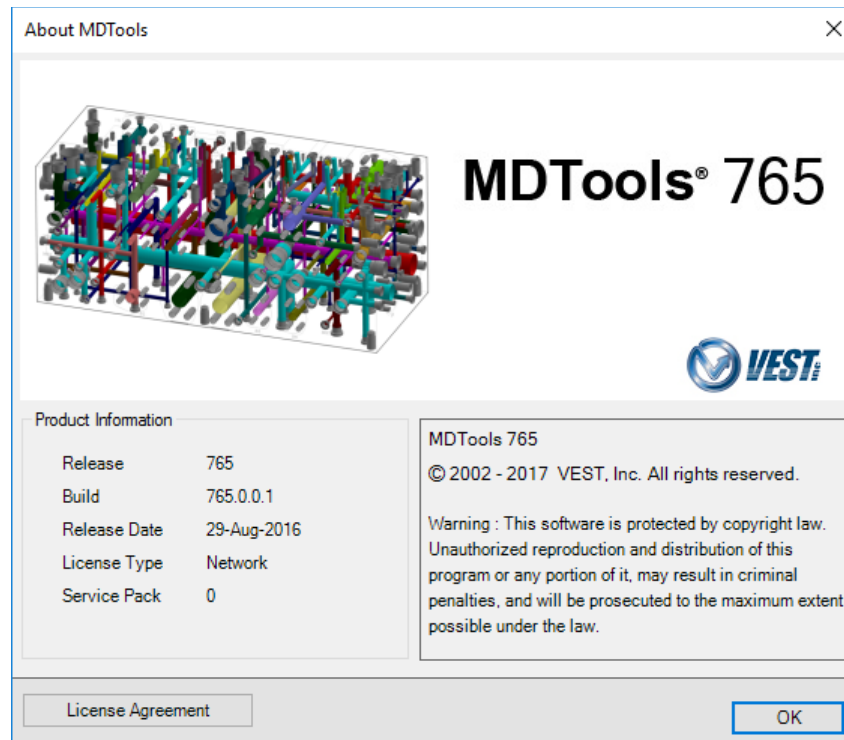 About MDTools
MDTools® 765
VEST inc
Product Information
Release 765
Build 765.0.0.1
Release Date 29-Aug-2016
License Type Network
Service Pack 0
MDTools 765
© 2002 - 2017 VEST, Inc. All rights reserved.
Warning : This software is protected by copyright law.
Unauthorized reproduction and distribution of this
program or any portion of it, may result in criminal
penalties, and will be prosecuted to the maximum extent
possible under the law.
License Agreement
OK